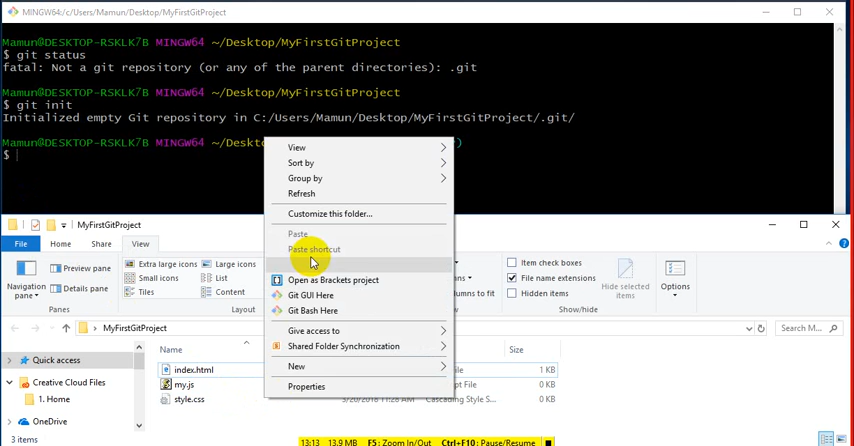 MINGW64:/c/Users/Mamun/Desktop/MyFirstGitProject
Mamun@DESKTOP-RSKLK7B MINGW64 ~/Desktop/MyFirstGitProject
$ git status
fatal: Not a git repository (or any of the parent directories): .git
Mamun@DESKTOP-RSKLK7B MINGW64 ~/Desktop/MyFirstGitProject
$ git init
Initialized empty Git repository in C:/Users/Mamun/Desktop/MyFirstGitProject/.git/
Mamun@DESKTOP-RSKLK7B MINGW64 ~/Deskt
$
View
Sort by
Group by
Refresh
Customize this folder...
Paste
Paste shortcut
Open as Brackets project
Git GUI Here
Git Bash Here
Give access to
Shared Folder Synchronization
New
Properties
MyFirstGitProject
File Home Share View
Navigation pane
Preview pane
Details pane
Panes
Extra large icons Large icons
Small icons List
Tiles Content
Layout
Item check boxes
File name extensions
Hidden items
Hide selected items
Show/hide
Options
MyFirstGitProject
Search M...
Quick access
Creative Cloud Files
1. Home
OneDrive
Name Size
index.html 1 KB
my.js 0 KB
style.css 3/20/2018 11:28 AM Cascading Style S... 0 KB
3 items
13:13 13.9 MB F5: Zoom In/Out Ctrl+F10: Pause/Resume